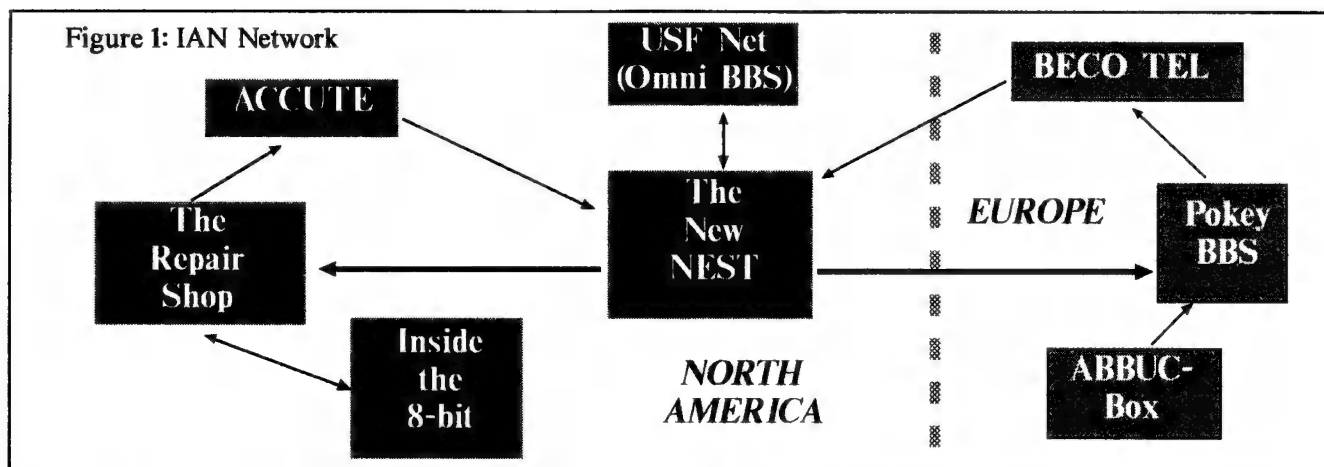 Figure 1: IAN Network
ACCUTE
USF Net
(Omni BBS)
BECO TEL
The
Repair
Shop
The
New
NEST
EUROPE
Pokey
BBS
Inside
the
8-bit
NORTH
AMERICA
ABBUC-
Box